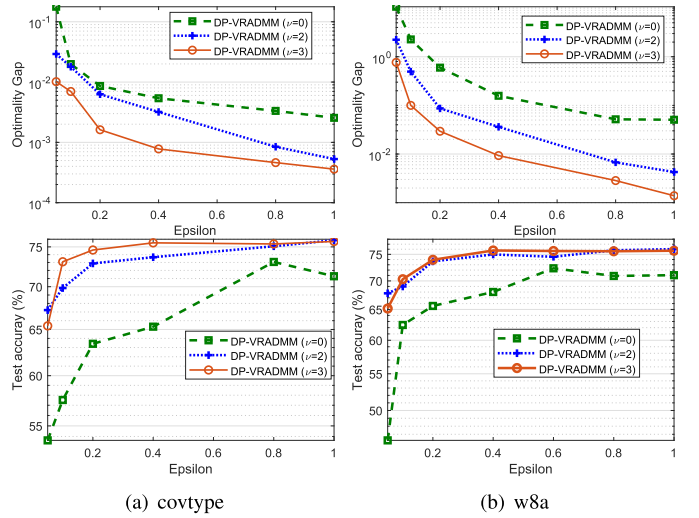 10^-1
10^-2
10^-3
10^-4
Optimality Gap
DP-VRADMM (ν=0)
DP-VRADMM (ν=2)
DP-VRADMM (ν=3)
0.2 0.4 0.6 0.8 1
Epsilon
10^0
10^-2
Optimality Gap
DP-VRADMM (ν=0)
DP-VRADMM (ν=2)
DP-VRADMM (ν=3)
0.2 0.4 0.6 0.8 1
Epsilon
75
70
65
60
55
Test accuray (%)
DP-VRADMM (ν=0)
DP-VRADMM (ν=2)
DP-VRADMM (ν=3)
0.2 0.4 0.6 0.8 1
Epsilon
75
70
65
60
55
50
Test accuray (%)
DP-VRADMM (ν=0)
DP-VRADMM (ν=2)
DP-VRADMM (ν=3)
0.2 0.4 0.6 0.8 1
Epsilon
(a) covtype
(b) w8a